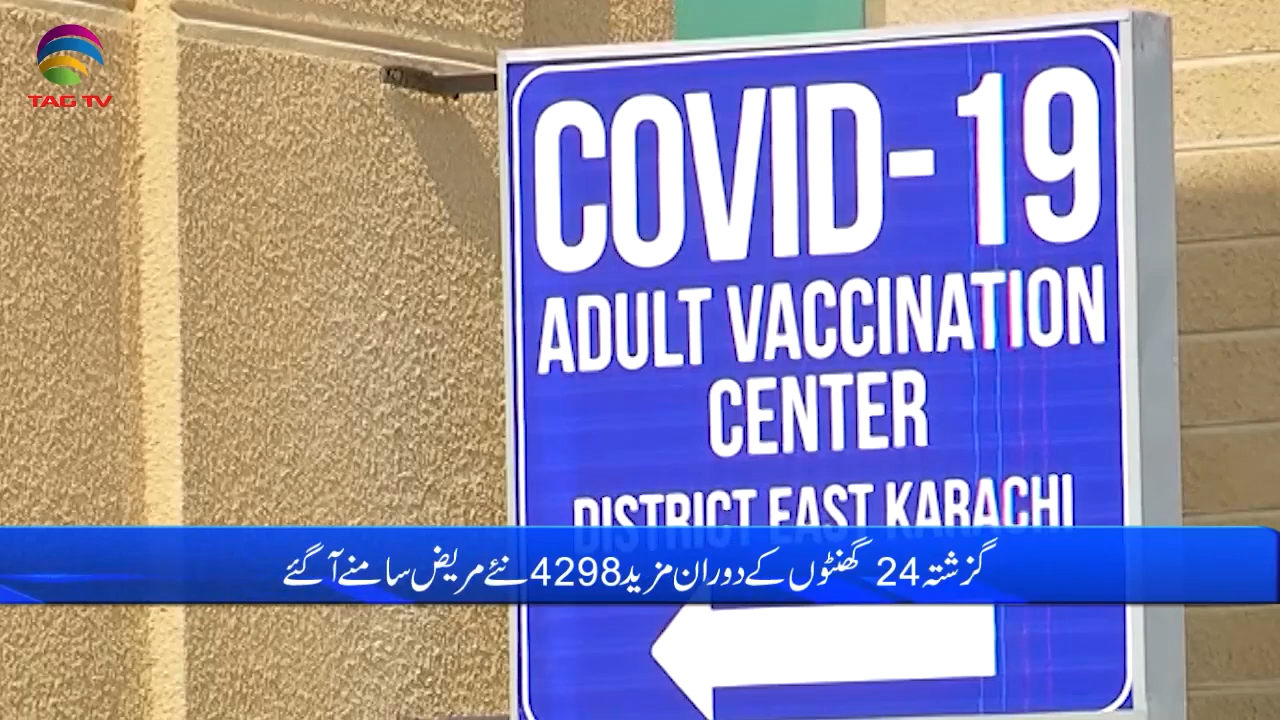 TAG TV
COVID-19
ADULT VACCINATION
CENTER
DISTRICT EAST KARACHI
گزشتہ 24 گھنٹوں کے دوران مزید 4298 نئے مریض سامنے آ گئے